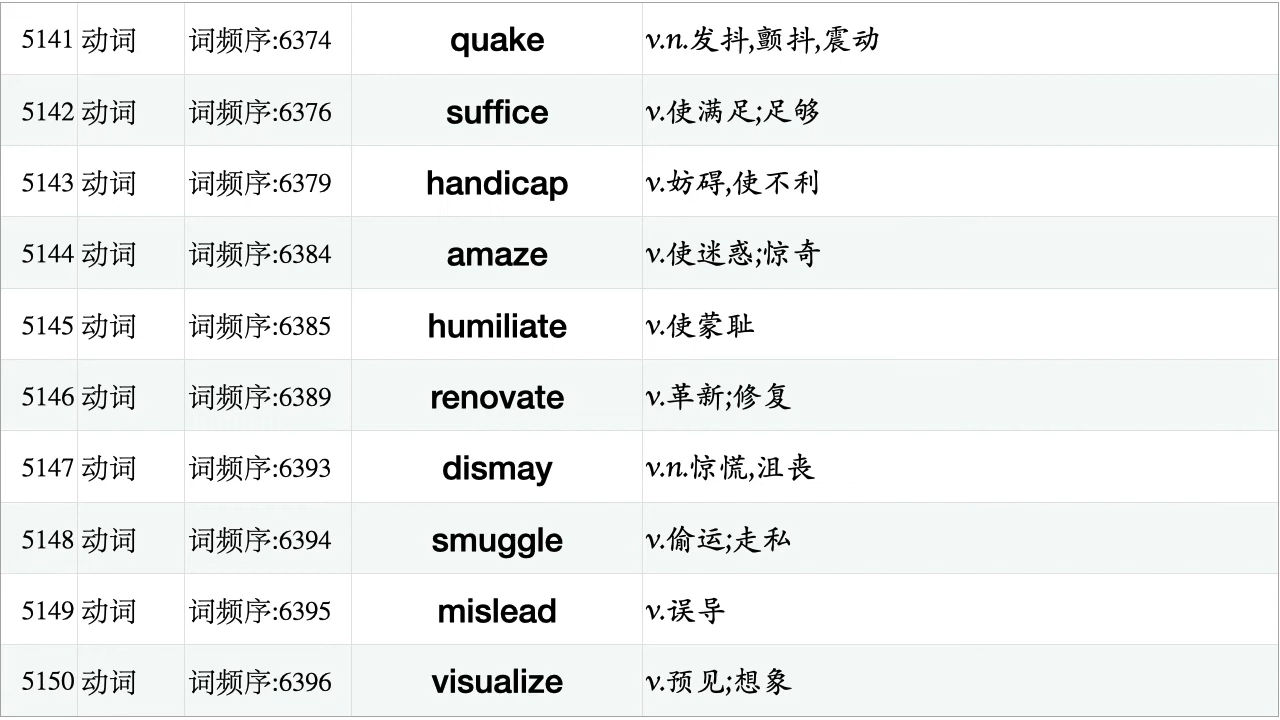 5141 动词 词频序:6374 quake v.n.发抖,颤抖,震动
5142 动词 词频序:6376 suffice v.使满足;足够
5143 动词 词频序:6379 handicap v.妨碍,使不利
5144 动词 词频序:6384 amaze v.使迷惑;惊奇
5145 动词 词频序:6385 humiliate v.使蒙耻
5146 动词 词频序:6389 renovate v.革新;修复
5147 动词 词频序:6393 dismay v.n.惊慌,沮丧
5148 动词 词频序:6394 smuggle v.偷运;走私
5149 动词 词频序:6395 mislead v.误导
5150 动词 词频序:6396 visualize v.预见;想象